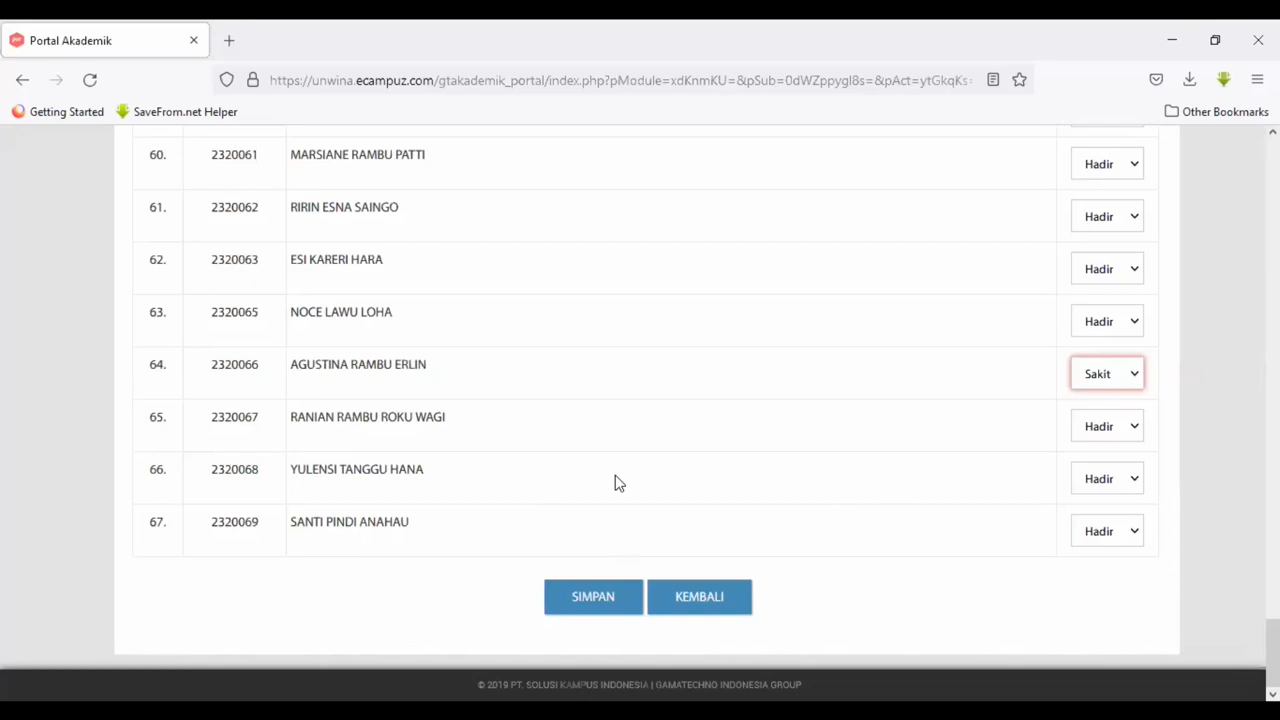 Portal Akademik
https://unwina.ecampuz.com/gtakademik_portal/index.php?pModule=xdKnmKU=&pSub=0dWZppygl8s=&pAct=ytGkqKs=
Getting Started
SaveFrom.net Helper
Other Bookmarks
60. 2320061 MARSIANE RAMBU PATTI Hadir
61. 2320062 RIRIN ESNA SAINGO Hadir
62. 2320063 ESI KARERI HARA Hadir
63. 2320065 NOCE LAWU LOHA Hadir
64. 2320066 AGUSTINA RAMBU ERLIN Sakit
65. 2320067 RANIAN RAMBU ROKU WAGI Hadir
66. 2320068 YULENSI TANGGU HANA Hadir
67. 2320069 SANTI PINDI ANAHAU Hadir
SIMPAN
KEMBALI
© 2019 PT. SOLUSI KAMPUS INDONESIA | GAMATECHNO INDONESIA GROUP